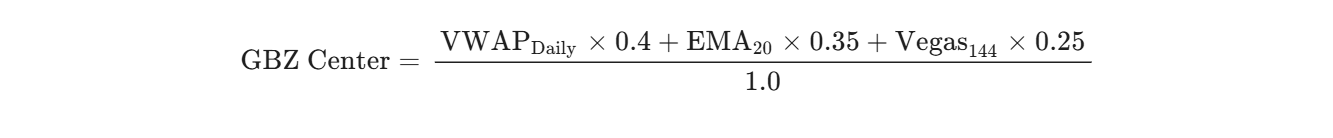 GBZ Center = VWAP_Daily × 0.4 + EMA_20 × 0.35 + Vegas_144 × 0.25
1.0